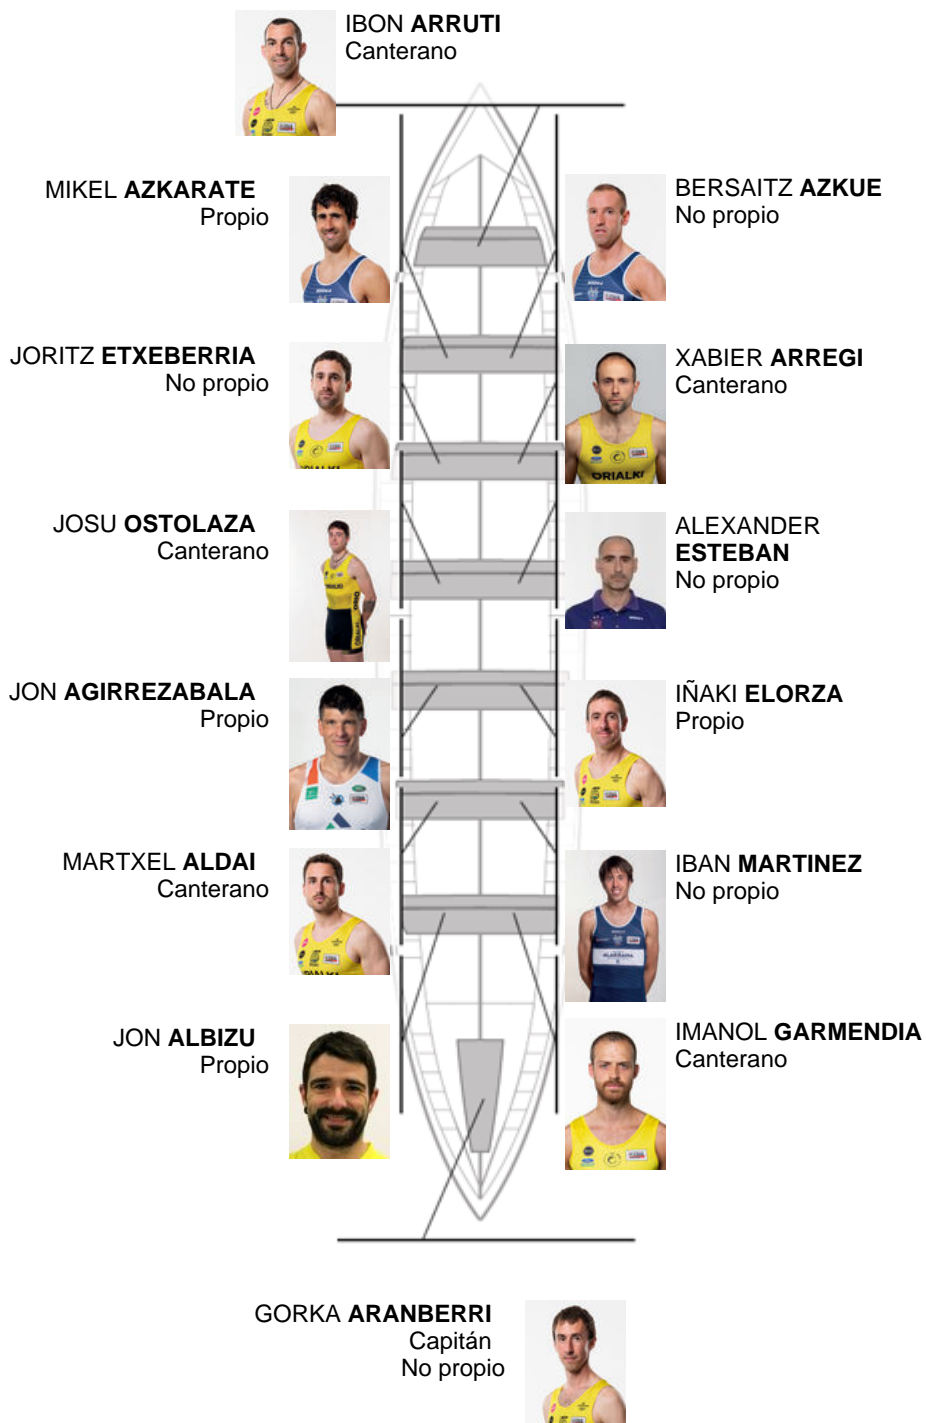 IBON ARRUTI
Canterano
MIKEL AZKARATE
Propio
BERSAITZ AZKUE
No propio
JORITZ ETXEBERRIA
No propio
XABIER ARREGI
Canterano
ORIALKI
ORIALKI
JOSU OSTOLAZA
Canterano
ALEXANDER
ESTEBAN
No propio
JON AGIRREZABALA
Propio
IÑAKI ELORZA
Propio
MARTXEL ALDAI
Canterano
IBAN MARTINEZ
No propio
JON ALBIZU
Propio
IMANOL GARMENDIA
Canterano
GORKA ARANBERRI
Capitán
No propio